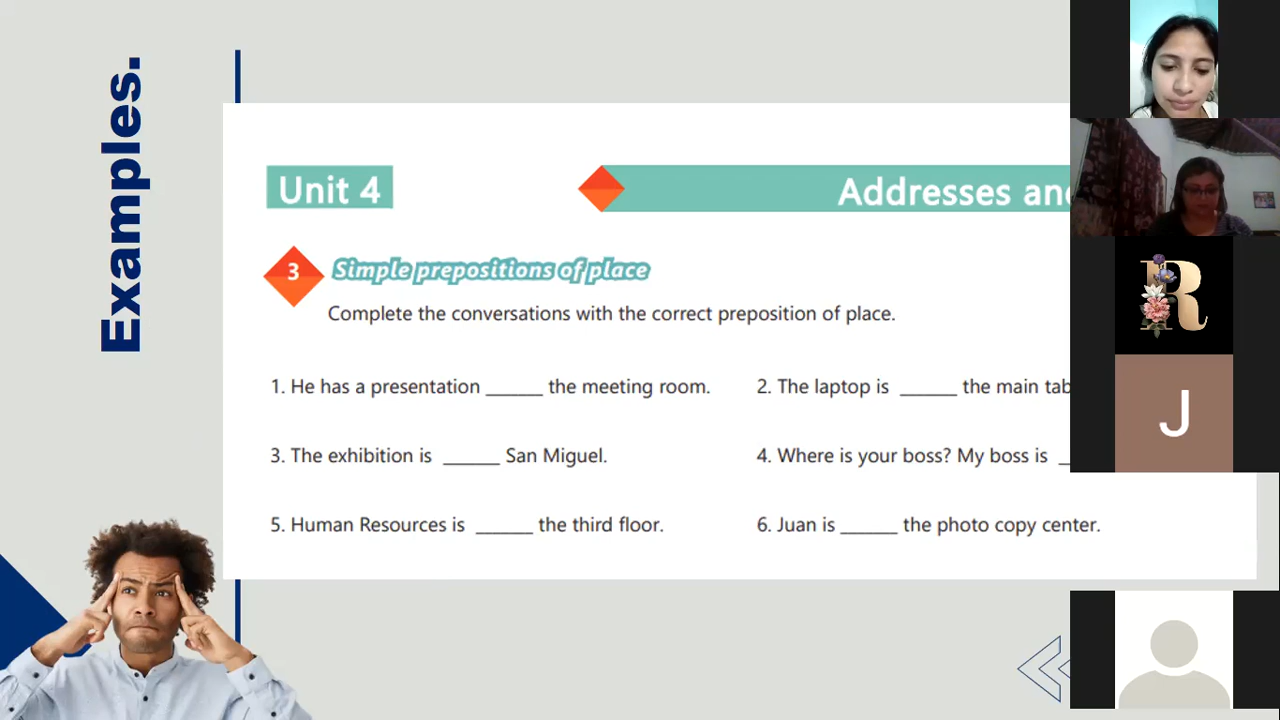 Examples.
Unit 4
Addresses and
3
Simple prepositions of place
Complete the conversations with the correct preposition of place.
1. He has a presentation ______ the meeting room.
2. The laptop is ______ the main tab
3. The exhibition is ______ San Miguel.
4. Where is your boss? My boss is _
5. Human Resources is ______ the third floor.
6. Juan is ______ the photo copy center.
R
J